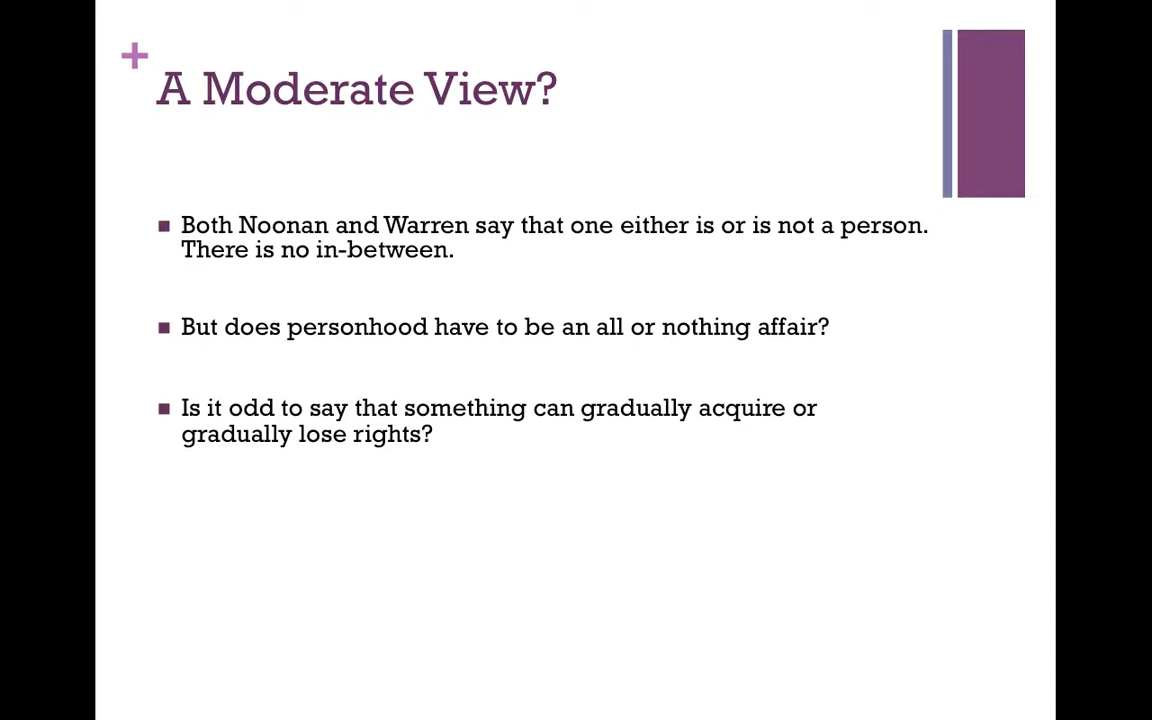 +
A Moderate View?
■ Both Noonan and Warren say that one either is or is not a person.
There is no in-between.
■ But does personhood have to be an all or nothing affair?
■ Is it odd to say that something can gradually acquire or
gradually lose rights?